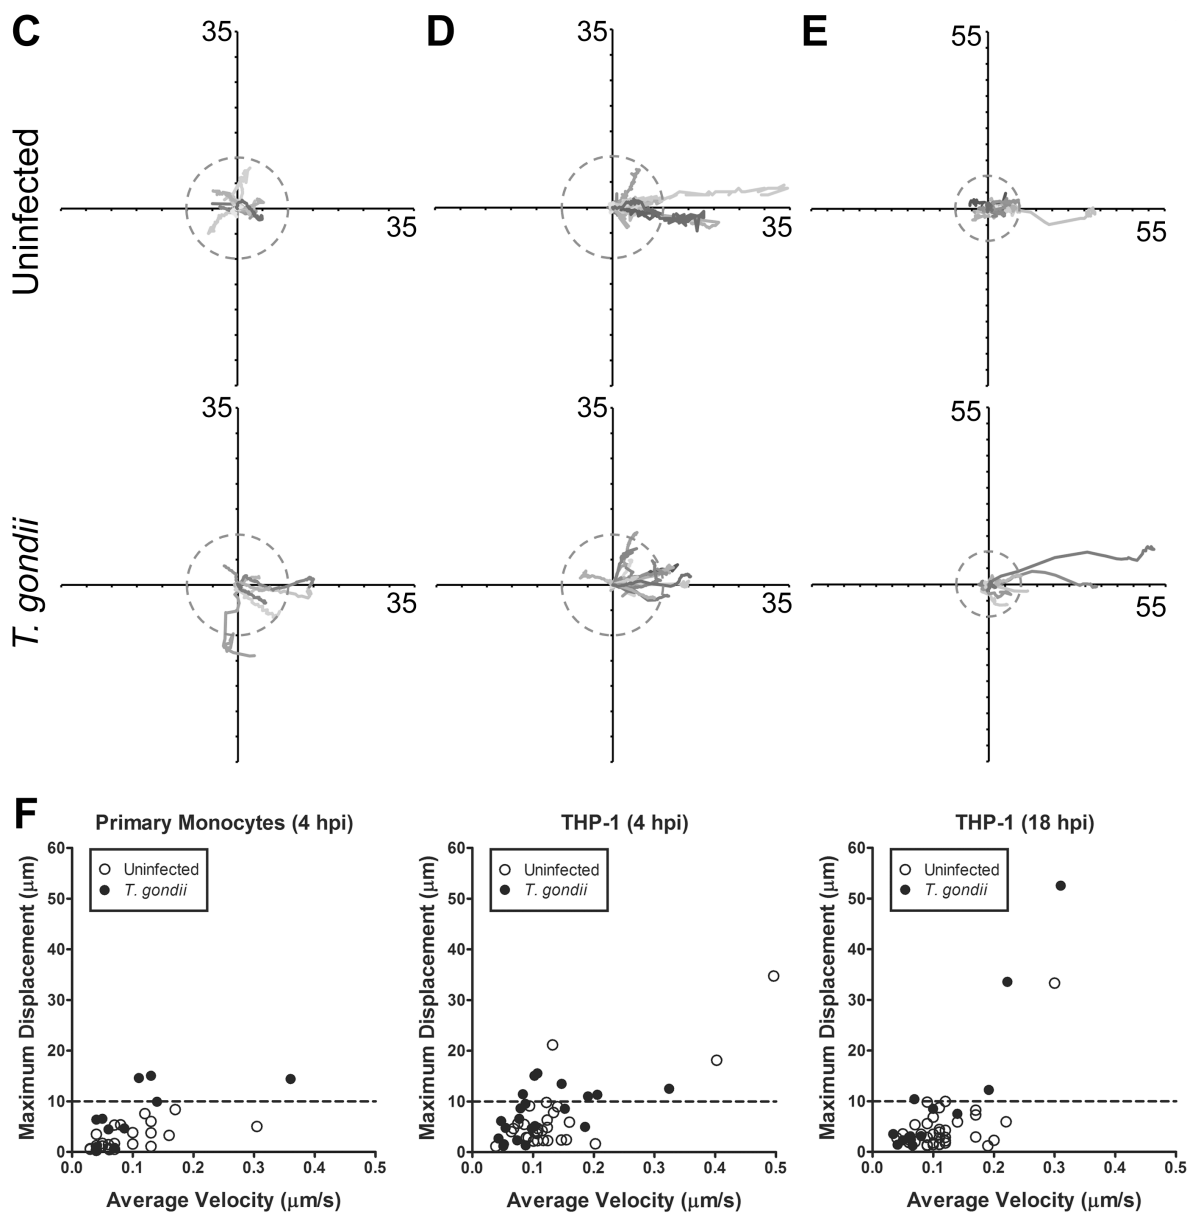 C
D
E
35
35
55
Uninfected
35
35
55
35
35
55
T. gondii
35
35
55
F
Primary Monocytes (4 hpi)
THP-1 (4 hpi)
THP-1 (18 hpi)
Maximum Displacement (μm)
60
50
40
30
20
10
0
Uninfected
T. gondii
0.0 0.1 0.2 0.3 0.4 0.5
Average Velocity (μm/s)
Maximum Displacement (μm)
60
50
40
30
20
10
0
Uninfected
T. gondii
0.0 0.1 0.2 0.3 0.4 0.5
Average Velocity (μm/s)
Maximum Displacement (μm)
60
50
40
30
20
10
0
Uninfected
T. gondii
0.0 0.1 0.2 0.3 0.4 0.5
Average Velocity (μm/s)